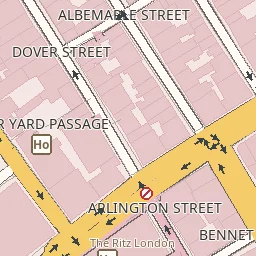 ALBEMARLE STREET
DOVER STREET
R YARD PASSAGE
Ho
ARLINGTON STREET
BENNET
The Ritz London